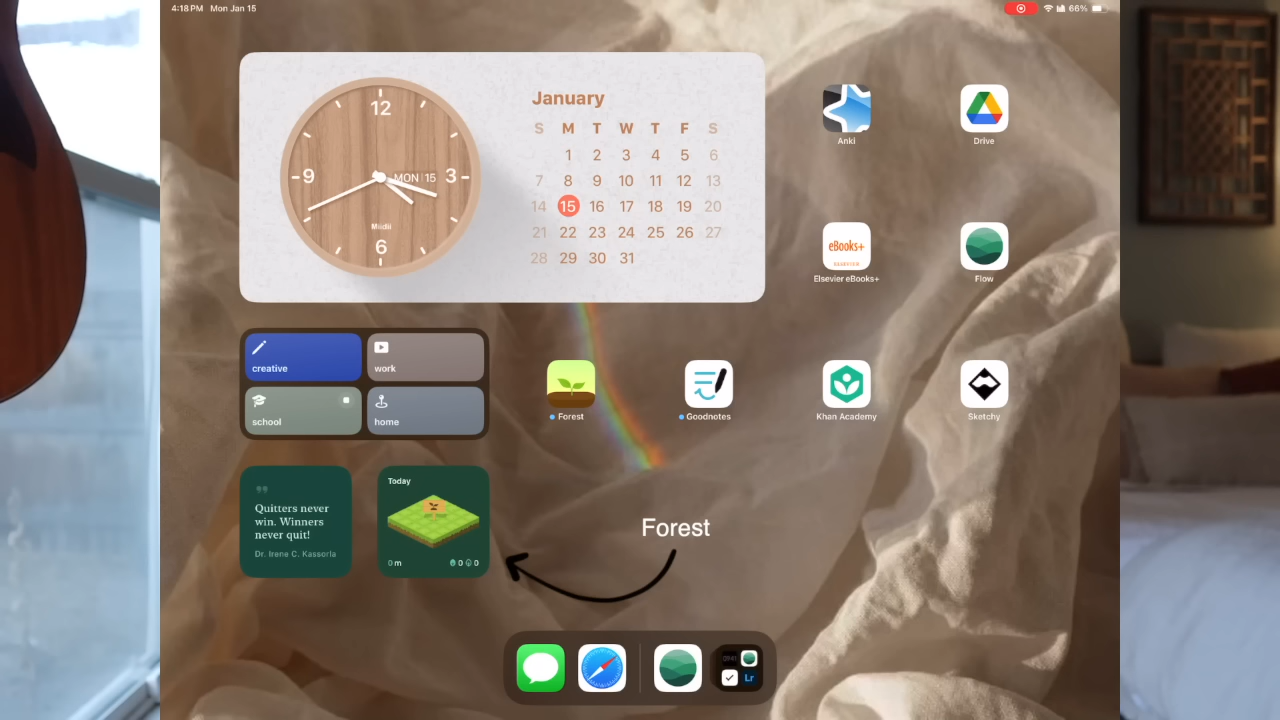 4:18 PM Mon Jan 15
66%
12
9
MON 15
3
Miidii
6
January
S M T W T F S
1 2 3 4 5 6
7 8 9 10 11 12 13
14 15 16 17 18 19 20
21 22 23 24 25 26 27
28 29 30 31
Anki
Drive
eBooks+
Elsevier eBooks+
Flow
creative
work
school
home
Forest
Goodnotes
Khan Academy
Sketchy
Quitters never
win. Winners
never quit!
Dr. Irene C. Kassorla
Today
0 m
0 0
Forest
Lr